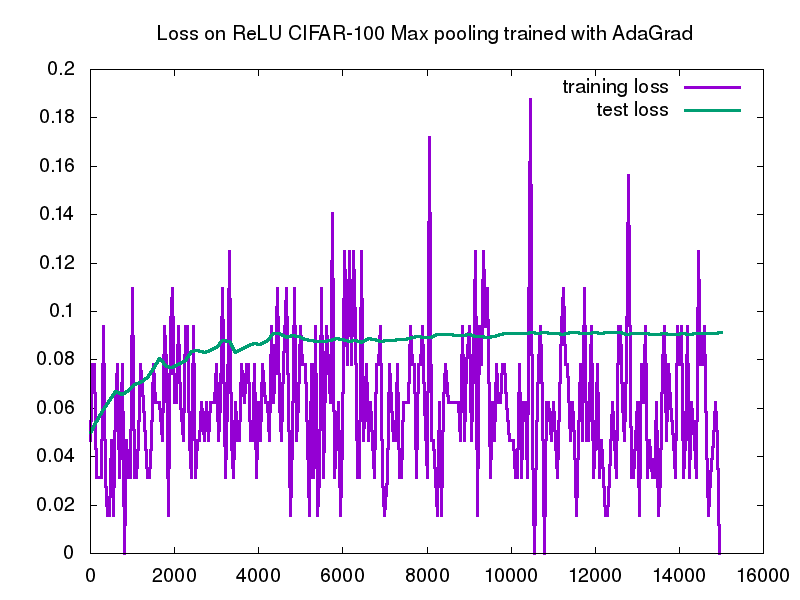 Loss on ReLU CIFAR-100 Max pooling trained with AdaGrad
0.2
training loss
test loss
0.18
0.16
0.14
0.12
0.1
0.08
0.06
0.04
0.02
0
0 2000 4000 6000 8000 10000 12000 14000 16000